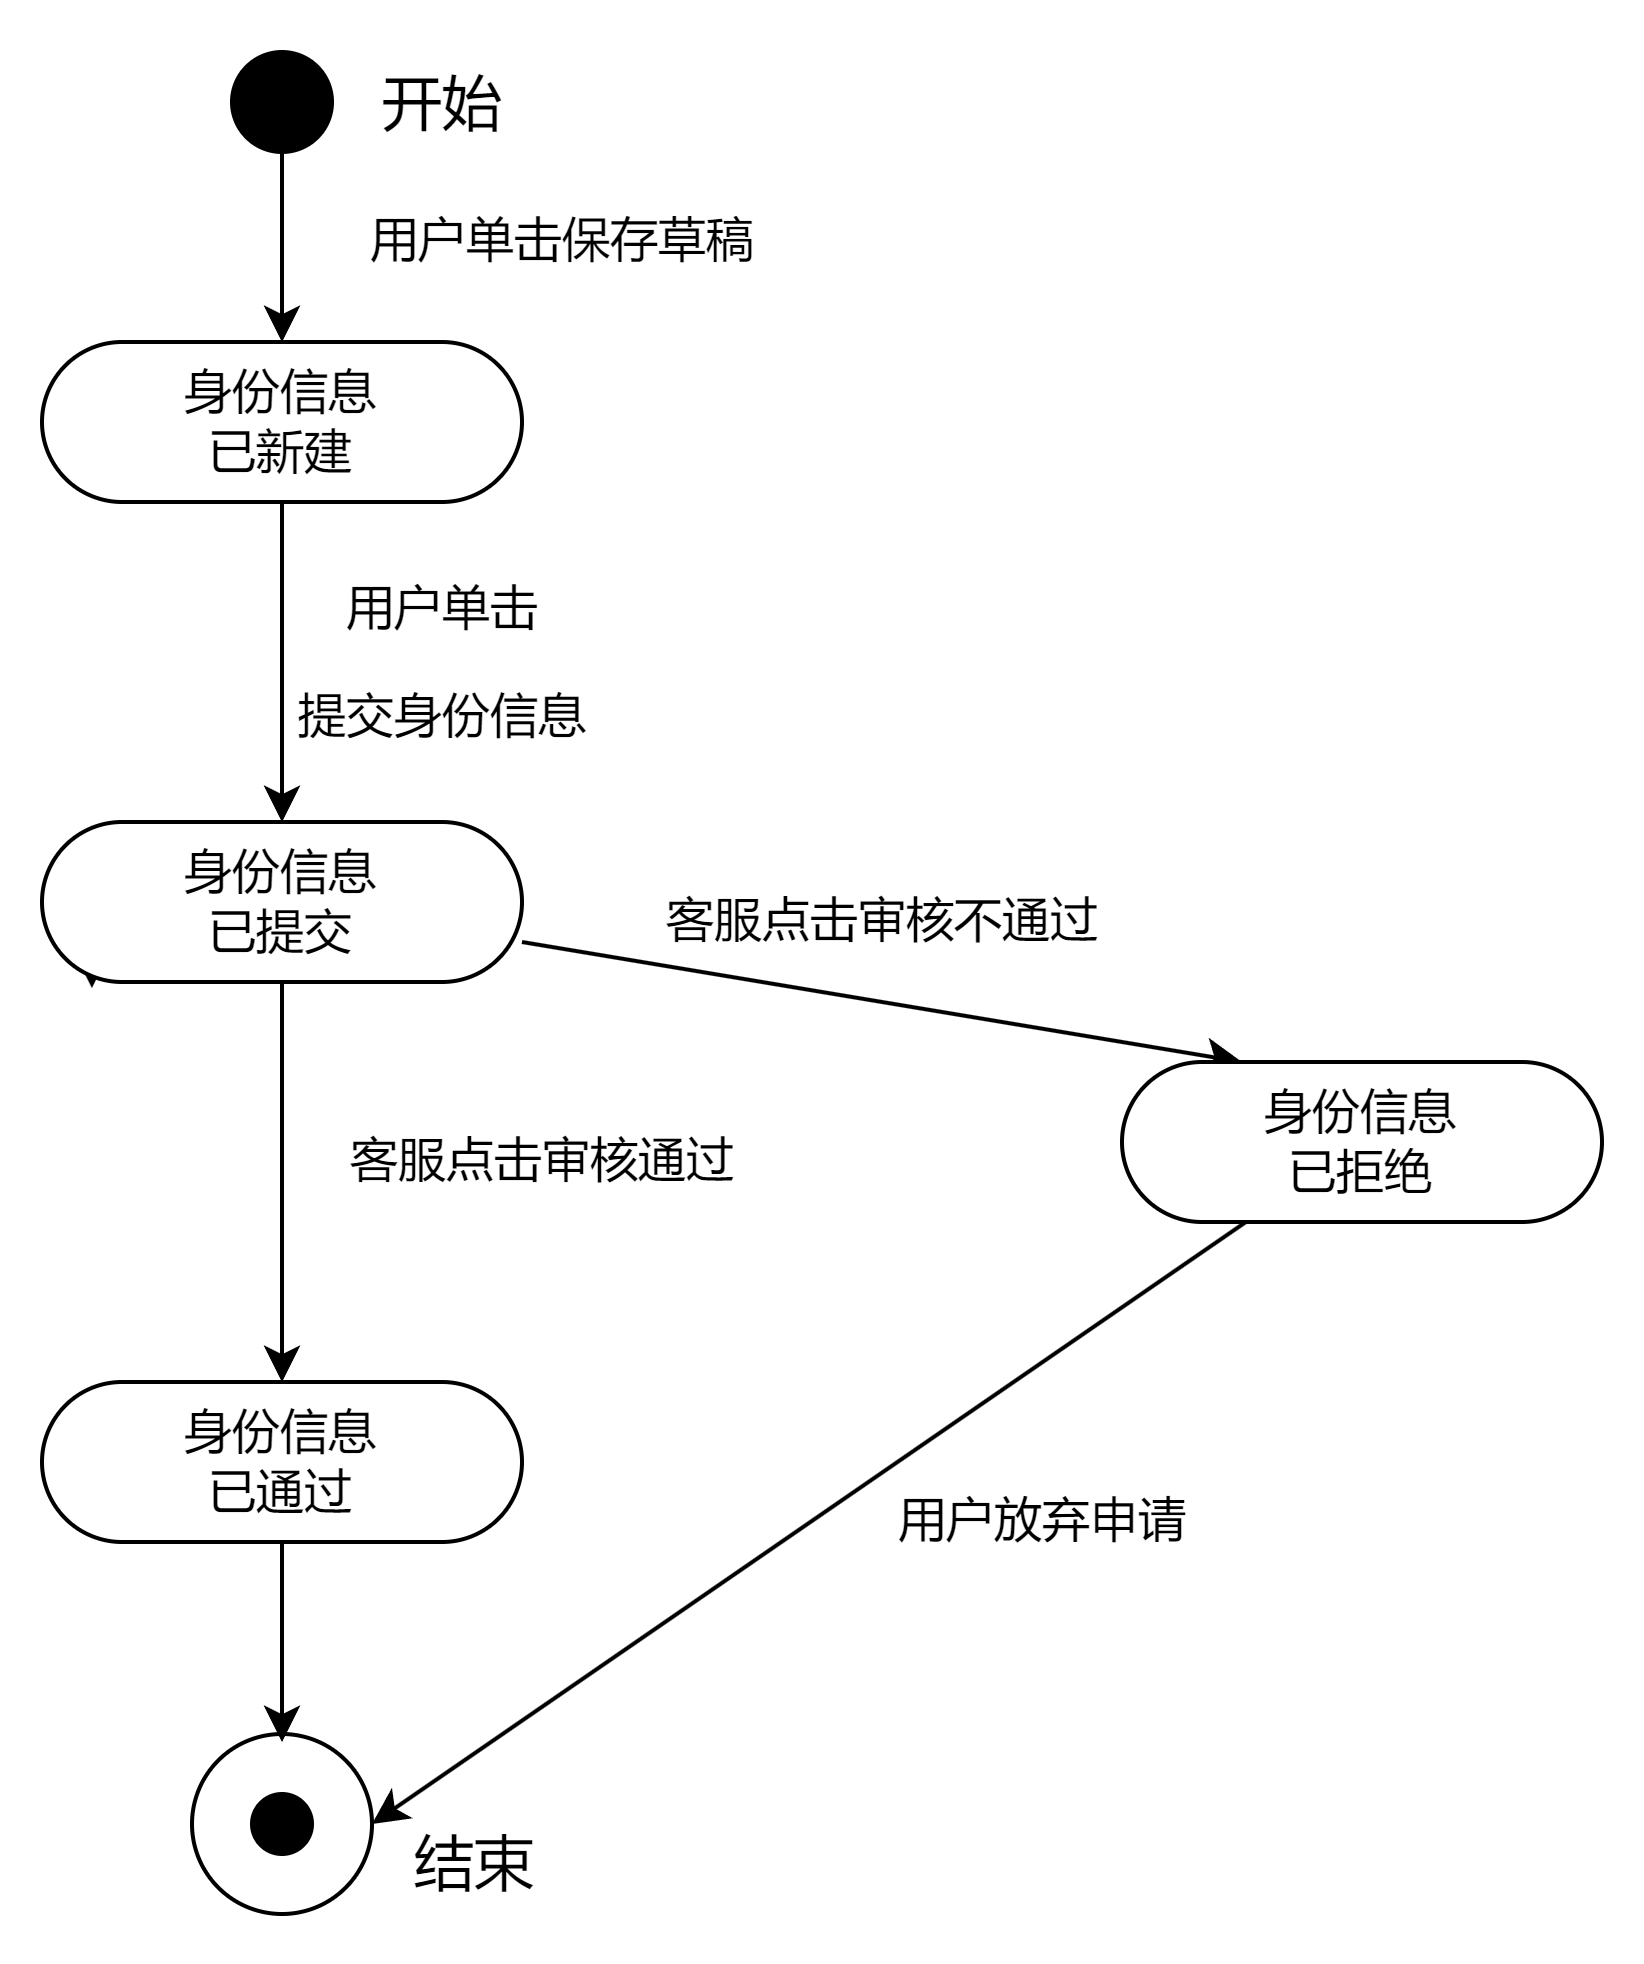 开始
用户单击保存草稿
身份信息
已新建
用户单击
提交身份信息
身份信息
已提交
客服点击审核不通过
身份信息
已拒绝
客服点击审核通过
身份信息
已通过
用户放弃申请
结束